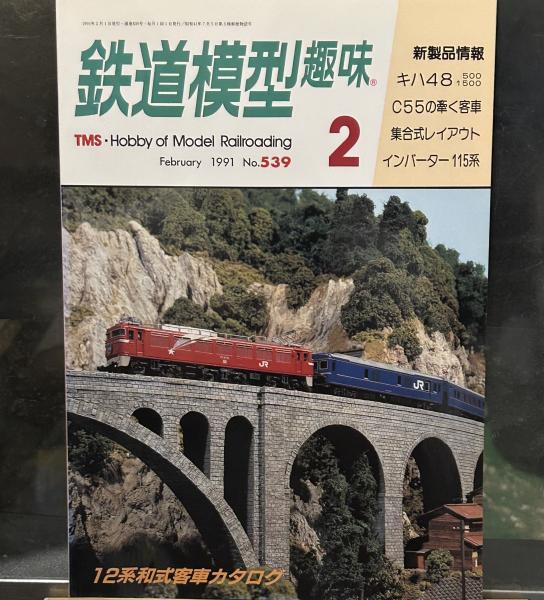 鉄道模型趣味®
TMS・Hobby of Model Railroading
February 1991 No.539
2
新製品情報
キハ48 500 1500
C55の牽く客車
集合式レイアウト
インバーター115系
JR
JR
12系和式客車カタログ